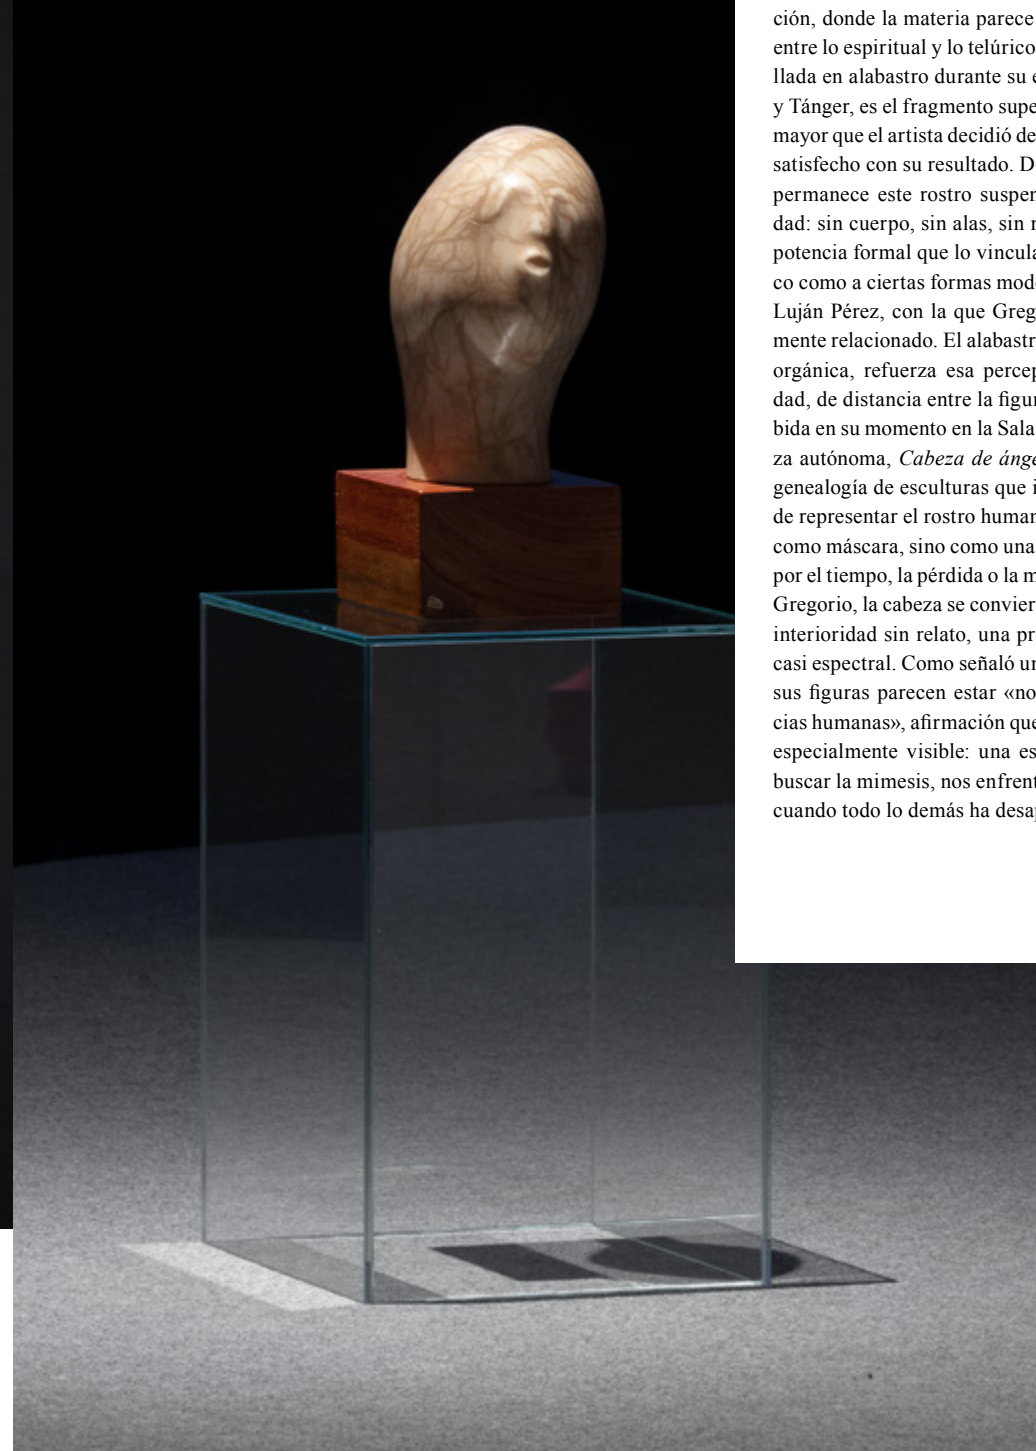 ción, donde la materia parece
entre lo espiritual y lo telúrico
llada en alabastro durante su e
y Tánger, es el fragmento supe
mayor que el artista decidió de
satisfecho con su resultado. D
permanece este rostro suspen
dad: sin cuerpo, sin alas, sin r
potencia formal que lo vincula
co como a ciertas formas mod
Luján Pérez, con la que Greg
mente relacionado. El alabastr
orgánica, refuerza esa percep
dad, de distancia entre la figur
bida en su momento en la Sala
za autónoma, Cabeza de ánge
genealogía de esculturas que i
de representar el rostro human
como máscara, sino como una
por el tiempo, la pérdida o la m
Gregorio, la cabeza se convier
interioridad sin relato, una pr
casi espectral. Como señaló un
sus figuras parecen estar «no
cias humanas», afirmación que
especialmente visible: una es
buscar la mimesis, nos enfrent
cuando todo lo demás ha desap